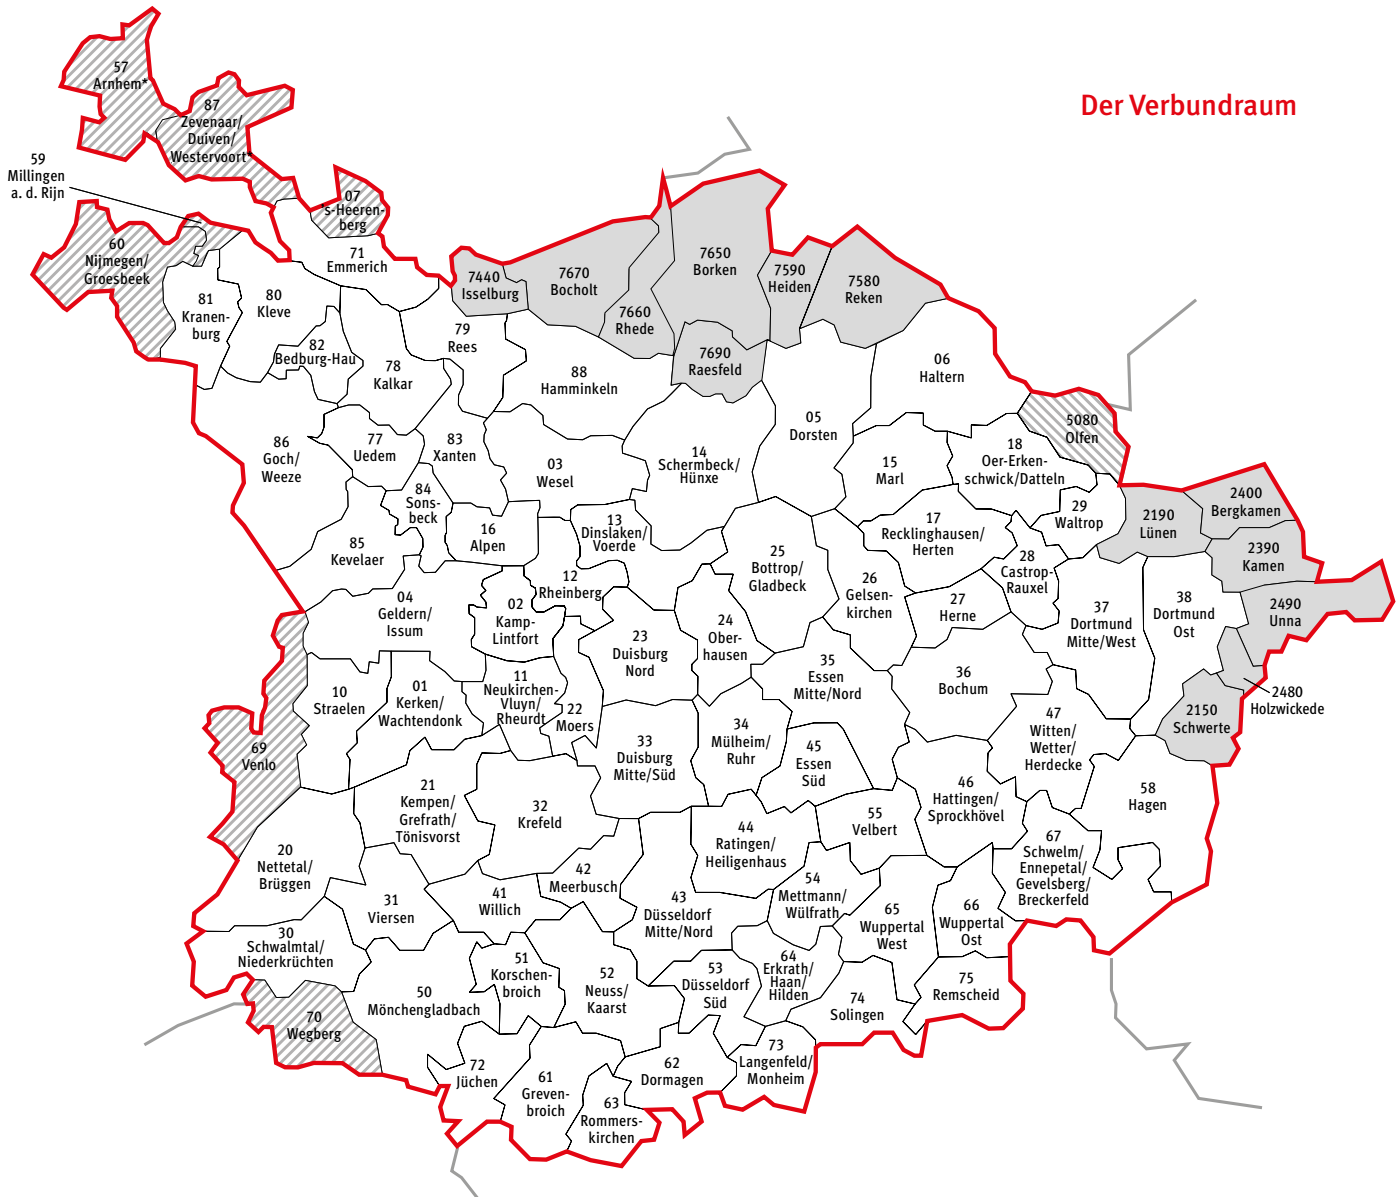 Der Verbundraum
57
Arnhem*
87
Zevenaar/
Duiven/
Westervoort*
59
Millingen
a. d. Rijn
07
's-Heeren-
berg
60
Nijmegen/
Groesbeek
71
Emmerich
81
Kranen-
burg
80
Kleve
82
Bedburg-Hau
7440
Isselburg
7670
Bocholt
7660
Rhede
7650
Borken
7590
Heiden
7580
Reken
7690
Raesfeld
79
Rees
78
Kalkar
88
Hamminkeln
06
Haltern
05
Dorsten
5080
Olfen
86
Goch/
Weeze
77
Uedem
83
Xanten
03
Wesel
14
Schermbeck/
Hünxe
15
Marl
18
Oer-Erken-
schwick/Datteln
29
Waltrop
2190
Lünen
2400
Bergkamen
2390
Kamen
2490
Unna
84
Sons-
beck
16
Alpen
13
Dinslaken/
Voerde
17
Recklinghausen/
Herten
85
Kevelaer
12
Rheinberg
25
Bottrop/
Gladbeck
26
Gelsen-
kirchen
28
Castrop-
Rauxel
27
Herne
37
Dortmund
Mitte/West
38
Dortmund
Ost
04
Geldern/
Issum
02
Kamp-
Lintfort
23
Duisburg
Nord
24
Ober-
hausen
35
Essen
Mitte/Nord
36
Bochum
2480
Holzwickede
2150
Schwerte
10
Straelen
01
Kerken/
Wachtendonk
11
Neukirchen-
Vluyn/
Rheurdt
22
Moers
33
Duisburg
Mitte/Süd
34
Mülheim/
Ruhr
45
Essen
Süd
47
Witten/
Wetter/
Herdecke
69
Venlo
21
Kempen/
Grefrath/
Tönisvorst
32
Krefeld
46
Hattingen/
Sprockhövel
58
Hagen
20
Nettetal/
Brüggen
44
Ratingen/
Heiligenhaus
55
Velbert
67
Schwelm/
Ennepetal/
Gevelsberg/
Breckerfeld
31
Viersen
41
Willich
42
Meerbusch
43
Düsseldorf
Mitte/Nord
54
Mettmann/
Wülfrath
65
Wuppertal
West
66
Wuppertal
Ost
30
Schwalmtal/
Niederkrüchten
51
Korschen-
broich
52
Neuss/
Kaarst
53
Düsseldorf
Süd
64
Erkrath/
Haan/
Hilden
74
Solingen
75
Remscheid
50
Mönchengladbach
70
Wegberg
72
Jüchen
61
Greven-
broich
63
Rommers-
kirchen
62
Dormagen
73
Langenfeld/
Monheim